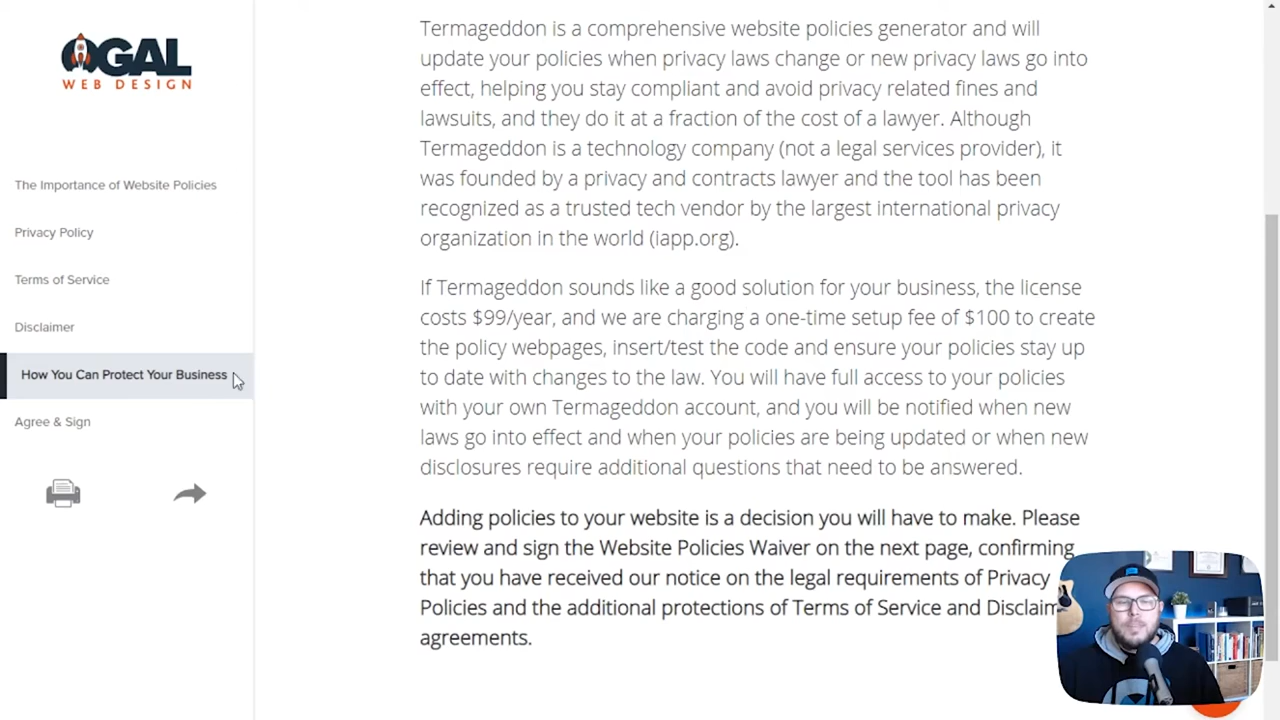 OGAL
WEB DESIGN
The Importance of Website Policies
Privacy Policy
Terms of Service
Disclaimer
How You Can Protect Your Business
Agree & Sign
Termageddon is a comprehensive website policies generator and will
update your policies when privacy laws change or new privacy laws go into
effect, helping you stay compliant and avoid privacy related fines and
lawsuits, and they do it at a fraction of the cost of a lawyer. Although
Termageddon is a technology company (not a legal services provider), it
was founded by a privacy and contracts lawyer and the tool has been
recognized as a trusted tech vendor by the largest international privacy
organization in the world (iapp.org).
If Termageddon sounds like a good solution for your business, the license
costs $99/year, and we are charging a one-time setup fee of $100 to create
the policy webpages, insert/test the code and ensure your policies stay up
to date with changes to the law. You will have full access to your policies
with your own Termageddon account, and you will be notified when new
laws go into effect and when your policies are being updated or when new
disclosures require additional questions that need to be answered.
Adding policies to your website is a decision you will have to make. Please
review and sign the Website Policies Waiver on the next page, confirming
that you have received our notice on the legal requirements of Privacy
Policies and the additional protections of Terms of Service and Disclaim
agreements.